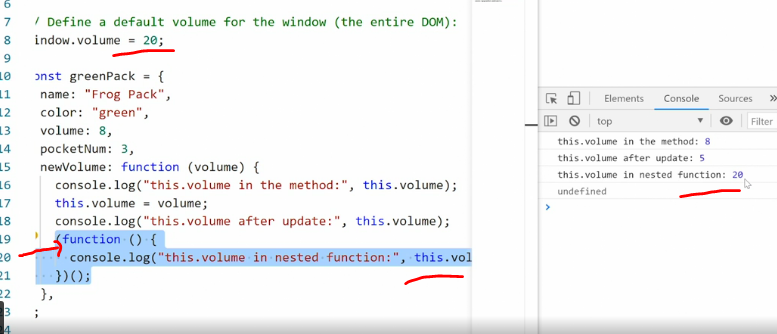 6
7
/ Define a default volume for the window (the entire DOM):
8
indow.volume = 20;
9
10
onst greenPack = {
11
name: "Frog Pack",
12
color: "green",
13
volume: 8,
14
pocketNum: 3,
15
newVolume: function (volume) {
16
console.log("this.volume in the method:", this.volume);
17
this.volume = volume;
18
console.log("this.volume after update:", this.volume);
19
(function () {
20
console.log("this.volume in nested function:", this.vol
21
})();
22
},
23
;
24
Elements Console Sources »
top Filter
this.volume in the method: 8
this.volume after update: 5
this.volume in nested function: 20
undefined
>